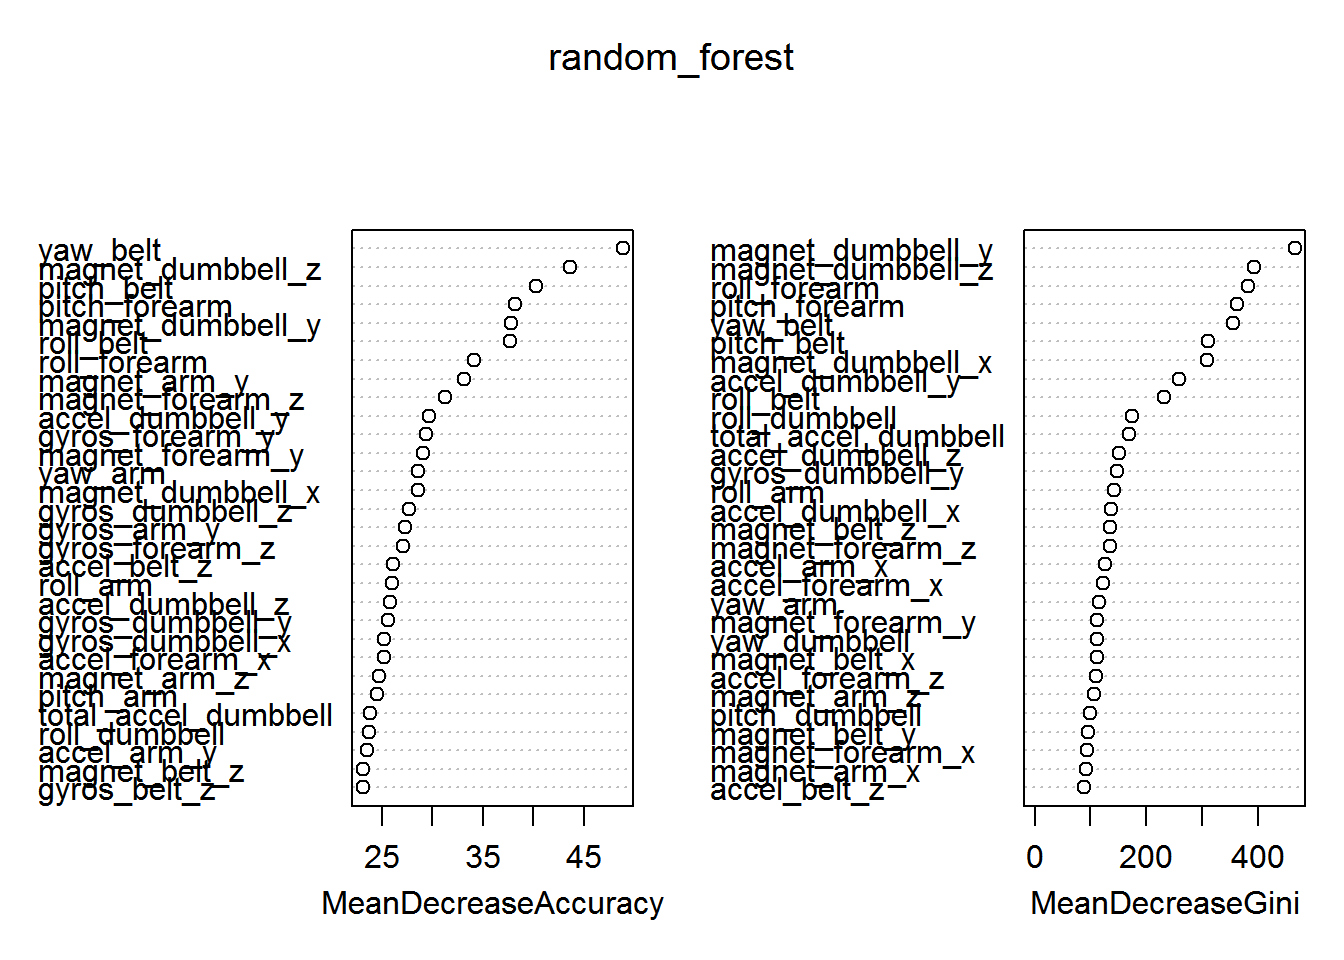 random_forest
yaw_belt
magnet_dumbbell_z
pitch_belt
pitch_forearm
magnet_dumbbell_y
roll_belt
roll_forearm
magnet_arm_y
magnet_forearm_z
accel_dumbbell_y
gyros_forearm_y
magnet_forearm_y
yaw_arm
magnet_dumbbell_x
gyros_dumbbell_z
gyros_arm_y
gyros_forearm_z
accel_belt_z
roll_arm
accel_dumbbell_z
gyros_dumbbell_y
gyros_dumbbell_x
accel_forearm_x
magnet_arm_z
pitch_arm
total_accel_dumbbell
roll_dumbbell
accel_arm_y
magnet_belt_z
gyros_belt_z
25 35 45
MeanDecreaseAccuracy
magnet_dumbbell_y
magnet_dumbbell_z
roll_forearm
pitch_forearm
yaw_belt
pitch_belt
magnet_dumbbell_x
accel_dumbbell_y
roll_belt
roll_dumbbell
total_accel_dumbbell
accel_dumbbell_z
gyros_dumbbell_y
roll_arm
accel_dumbbell_x
magnet_belt_z
magnet_forearm_z
accel_arm_x
accel_forearm_x
yaw_arm
magnet_forearm_y
yaw_dumbbell
magnet_belt_x
accel_forearm_z
magnet_arm_z
pitch_dumbbell
magnet_belt_y
magnet_forearm_x
magnet_arm_x
accel_belt_z
0 200 400
MeanDecreaseGini